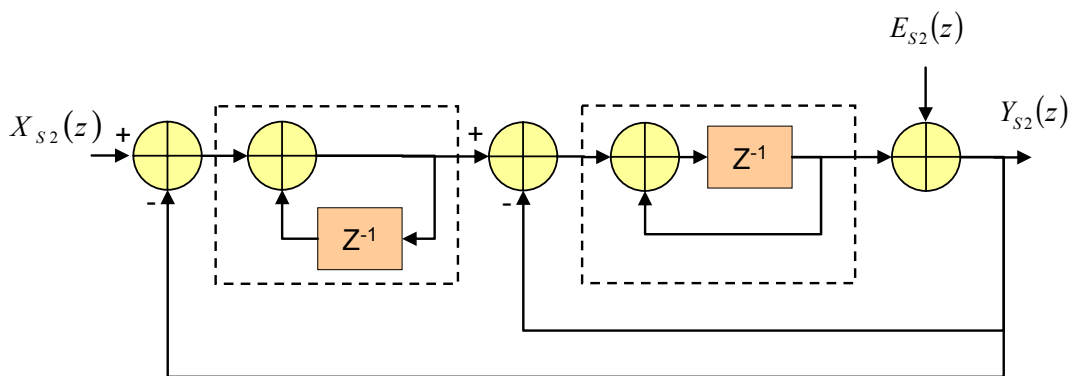 E_{S2}(z)
X_{S2}(z)
Y_{S2}(z)
+
-
+
-
Z^{-1}
Z^{-1}